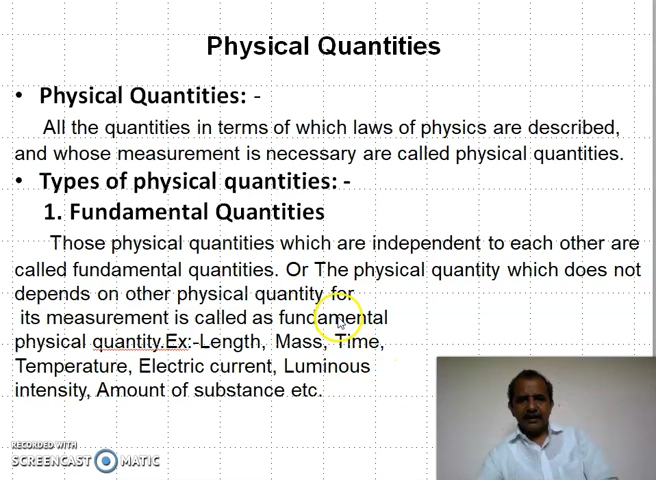 Physical Quantities
• Physical Quantities: -
All the quantities in terms of which laws of physics are described,
and whose measurement is necessary are called physical quantities.
• Types of physical quantities: -
1. Fundamental Quantities
Those physical quantities which are independent to each other are
called fundamental quantities. Or The physical quantity which does not
depends on other physical quantity for
its measurement is called as fundamental
physical quantity.Ex:-Length, Mass, Time,
Temperature, Electric current, Luminous
intensity, Amount of substance etc.
RECORDED WITH
SCREENCAST MATIC